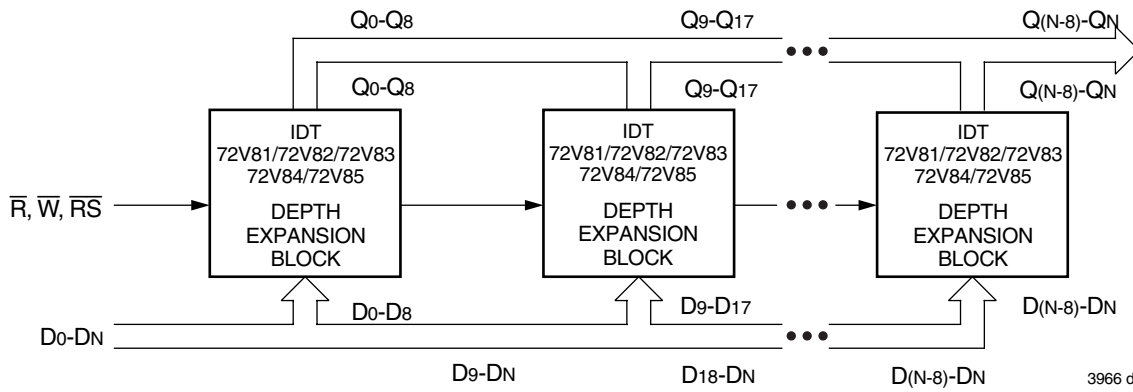 Q0-Q8 Q9-Q17 Q(N-8)-QN
Q0-Q8 Q9-Q17 Q(N-8)-QN
IDT
72V81/72V82/72V83
72V84/72V85
DEPTH
EXPANSION
BLOCK
IDT
72V81/72V82/72V83
72V84/72V85
DEPTH
EXPANSION
BLOCK
IDT
72V81/72V82/72V83
72V84/72V85
DEPTH
EXPANSION
BLOCK
R̅, W̅, R̅S̅
D0-D8 D9-D17 D(N-8)-DN
D0-DN
D9-DN D18-DN D(N-8)-DN
3966 d